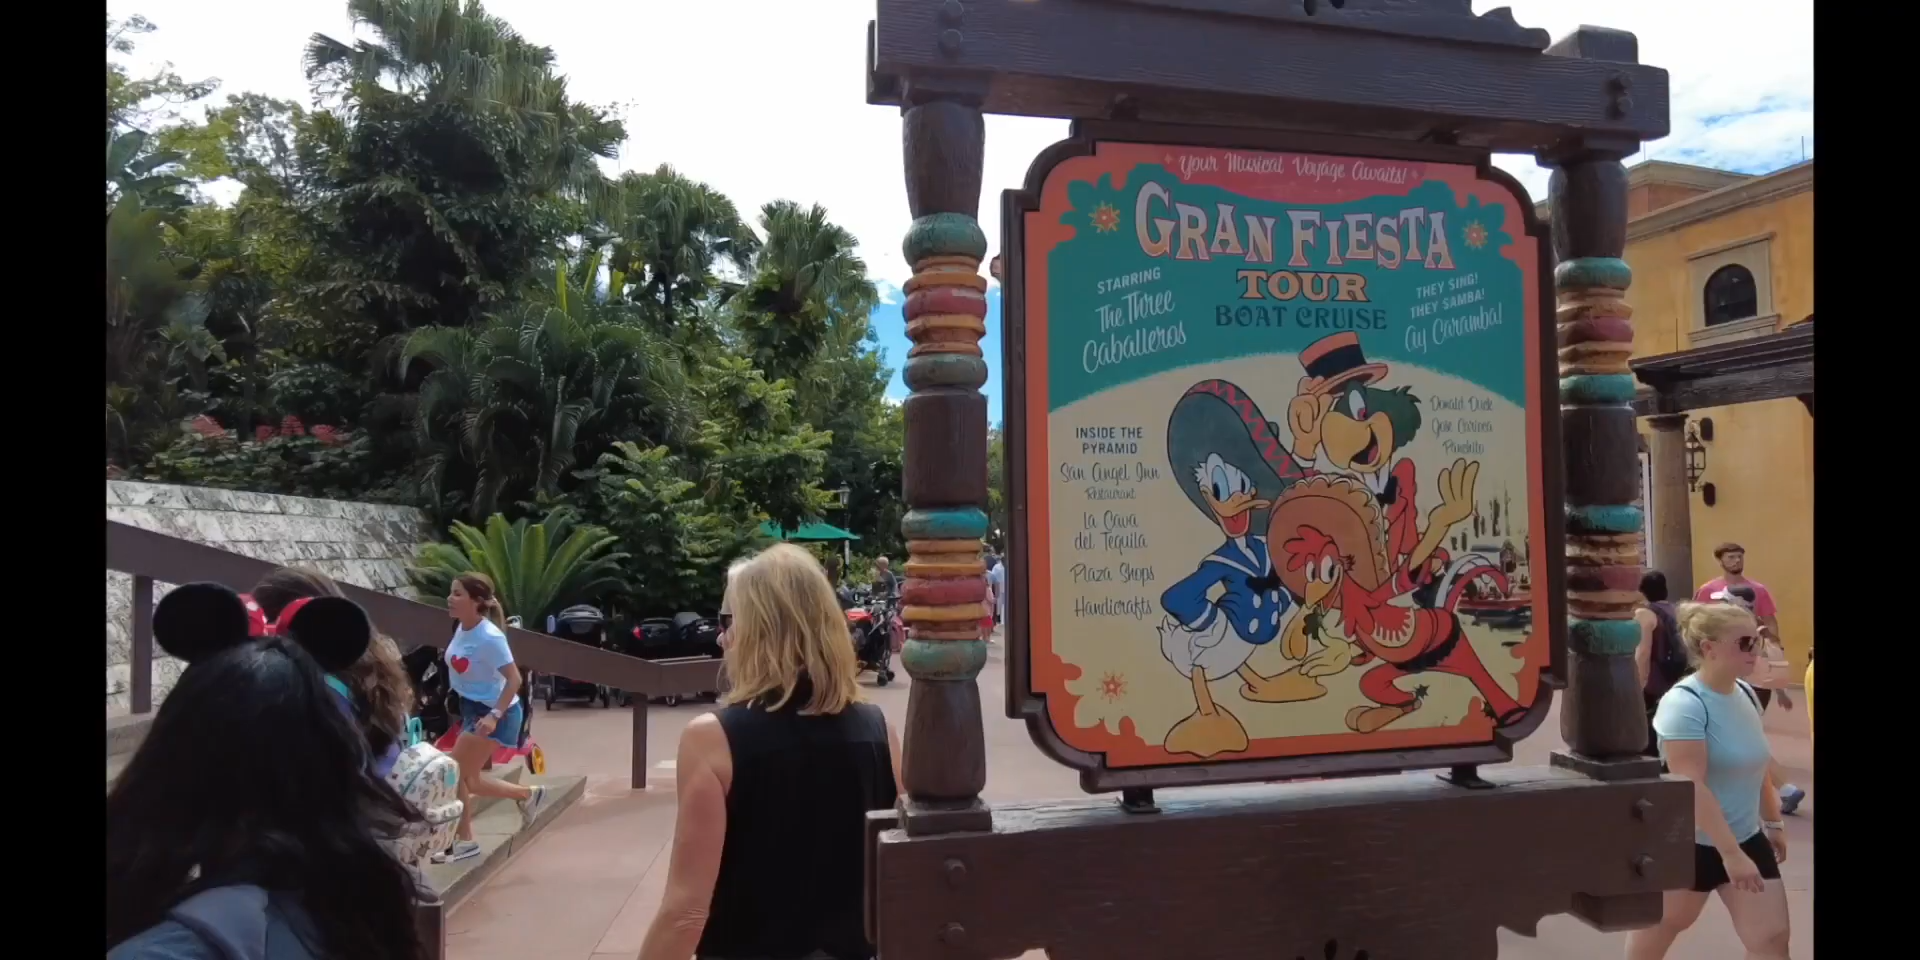 Your Musical Voyage Awaits!
GRAN FIESTA
TOUR
BOAT CRUISE
STARRING
The Three
Caballeros
THEY SING!
THEY SAMBA!
Ay Caramba!
INSIDE THE
PYRAMID
San Angel Inn
Restaurant
La Cava
del Tequila
Plaza Shops
Handicrafts
Donald Duck
José Carioca
Panchito